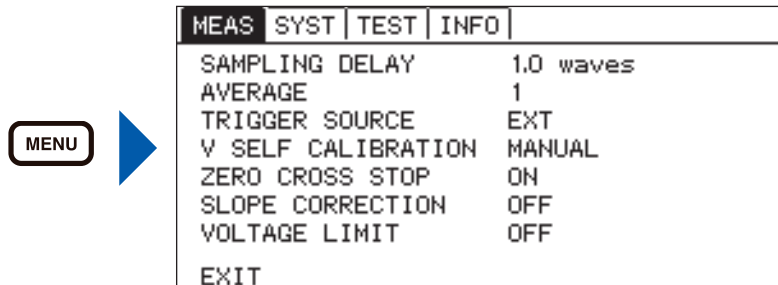 MEAS SYST TEST INFO
SAMPLING DELAY 1.0 waves
AVERAGE 1
MENU
TRIGGER SOURCE EXT
V SELF CALIBRATION MANUAL
ZERO CROSS STOP ON
SLOPE CORRECTION OFF
VOLTAGE LIMIT OFF
EXIT